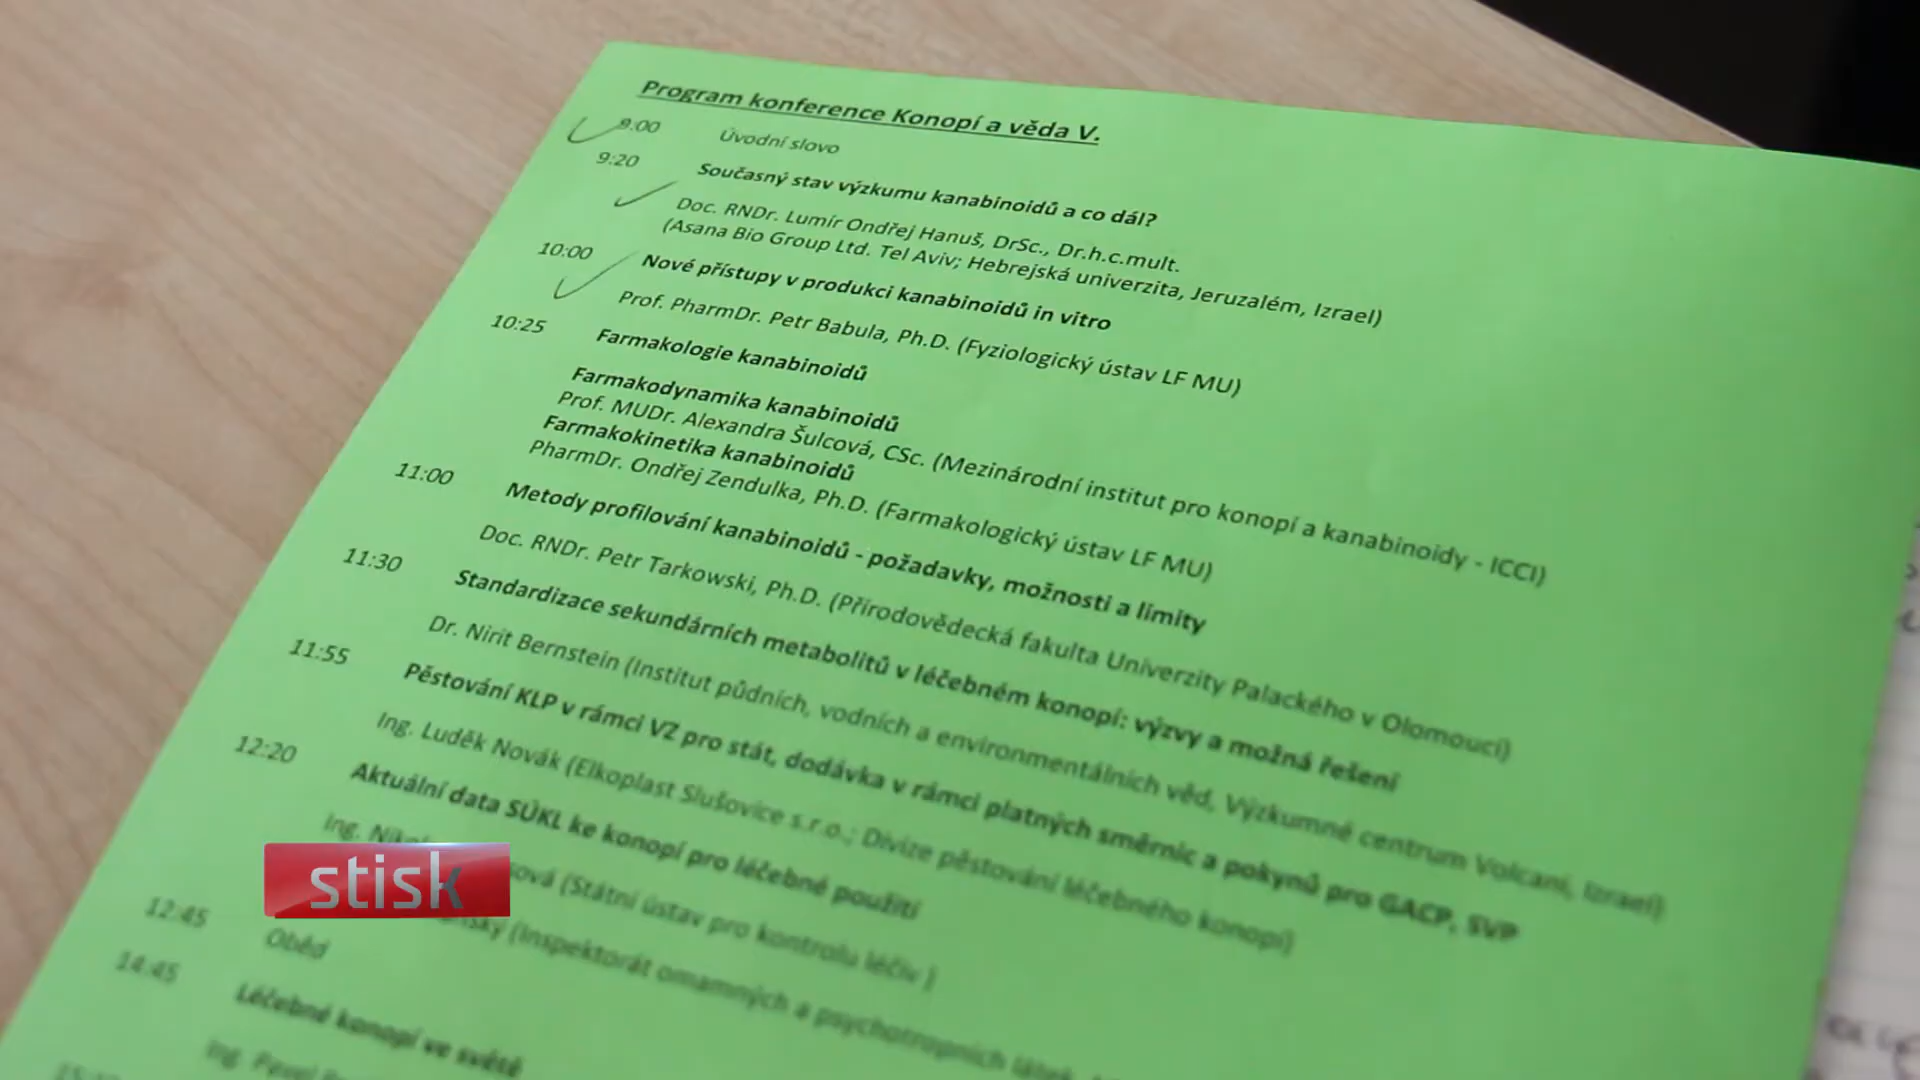 Program konference Konopí a věda V.
9:00 Úvodní slovo
9:20 Současný stav výzkumu kanabinoidů a co dál?
Doc. RNDr. Lumír Ondřej Hanuš, DrSc., Dr.h.c.mult.
(Asana Bio Group Ltd. Tel Aviv; Hebrejská univerzita, Jeruzalém, Izrael)
10:00 Nové přístupy v produkci kanabinoidů in vitro
Prof. PharmDr. Petr Babula, Ph.D. (Fyziologický ústav LF MU)
10:25 Farmakologie kanabinoidů
Farmakodynamika kanabinoidů
Prof. MUDr. Alexandra Šulcová, CSc. (Mezinárodní institut pro konopí a kanabinoidy - ICCI)
Farmakokinetika kanabinoidů
PharmDr. Ondřej Zendulka, Ph.D. (Farmakologický ústav LF MU)
11:00 Metody profilování kanabinoidů - požadavky, možnosti a limity
Doc. RNDr. Petr Tarkowski, Ph.D. (Přírodovědecká fakulta Univerzity Palackého v Olomouci)
11:30 Standardizace sekundárních metabolitů v léčebném konopí: výzvy a možná řešení
Dr. Nirit Bernstein (Institut půdních, vodních a environmentálních věd, Výzkumné centrum Volcani, Izrael)
11:55 Pěstování KLP v rámci VZ pro stát, dodávka v rámci platných směrnic a pokynů pro GACP, SVP
Ing. Luděk Novák (Elkoplast Slušovice s.r.o.; Divize pěstování léčebného konopí)
12:20 Aktuální data SÚKL ke konopí pro léčebné použití
Ing. (Státní ústav pro kontrolu léčiv )
(Inspektorát omamných a psychotropních látek
12:45 Oběd
14:45 Léčebné konopí ve světě
Ing. Pavel
stisk